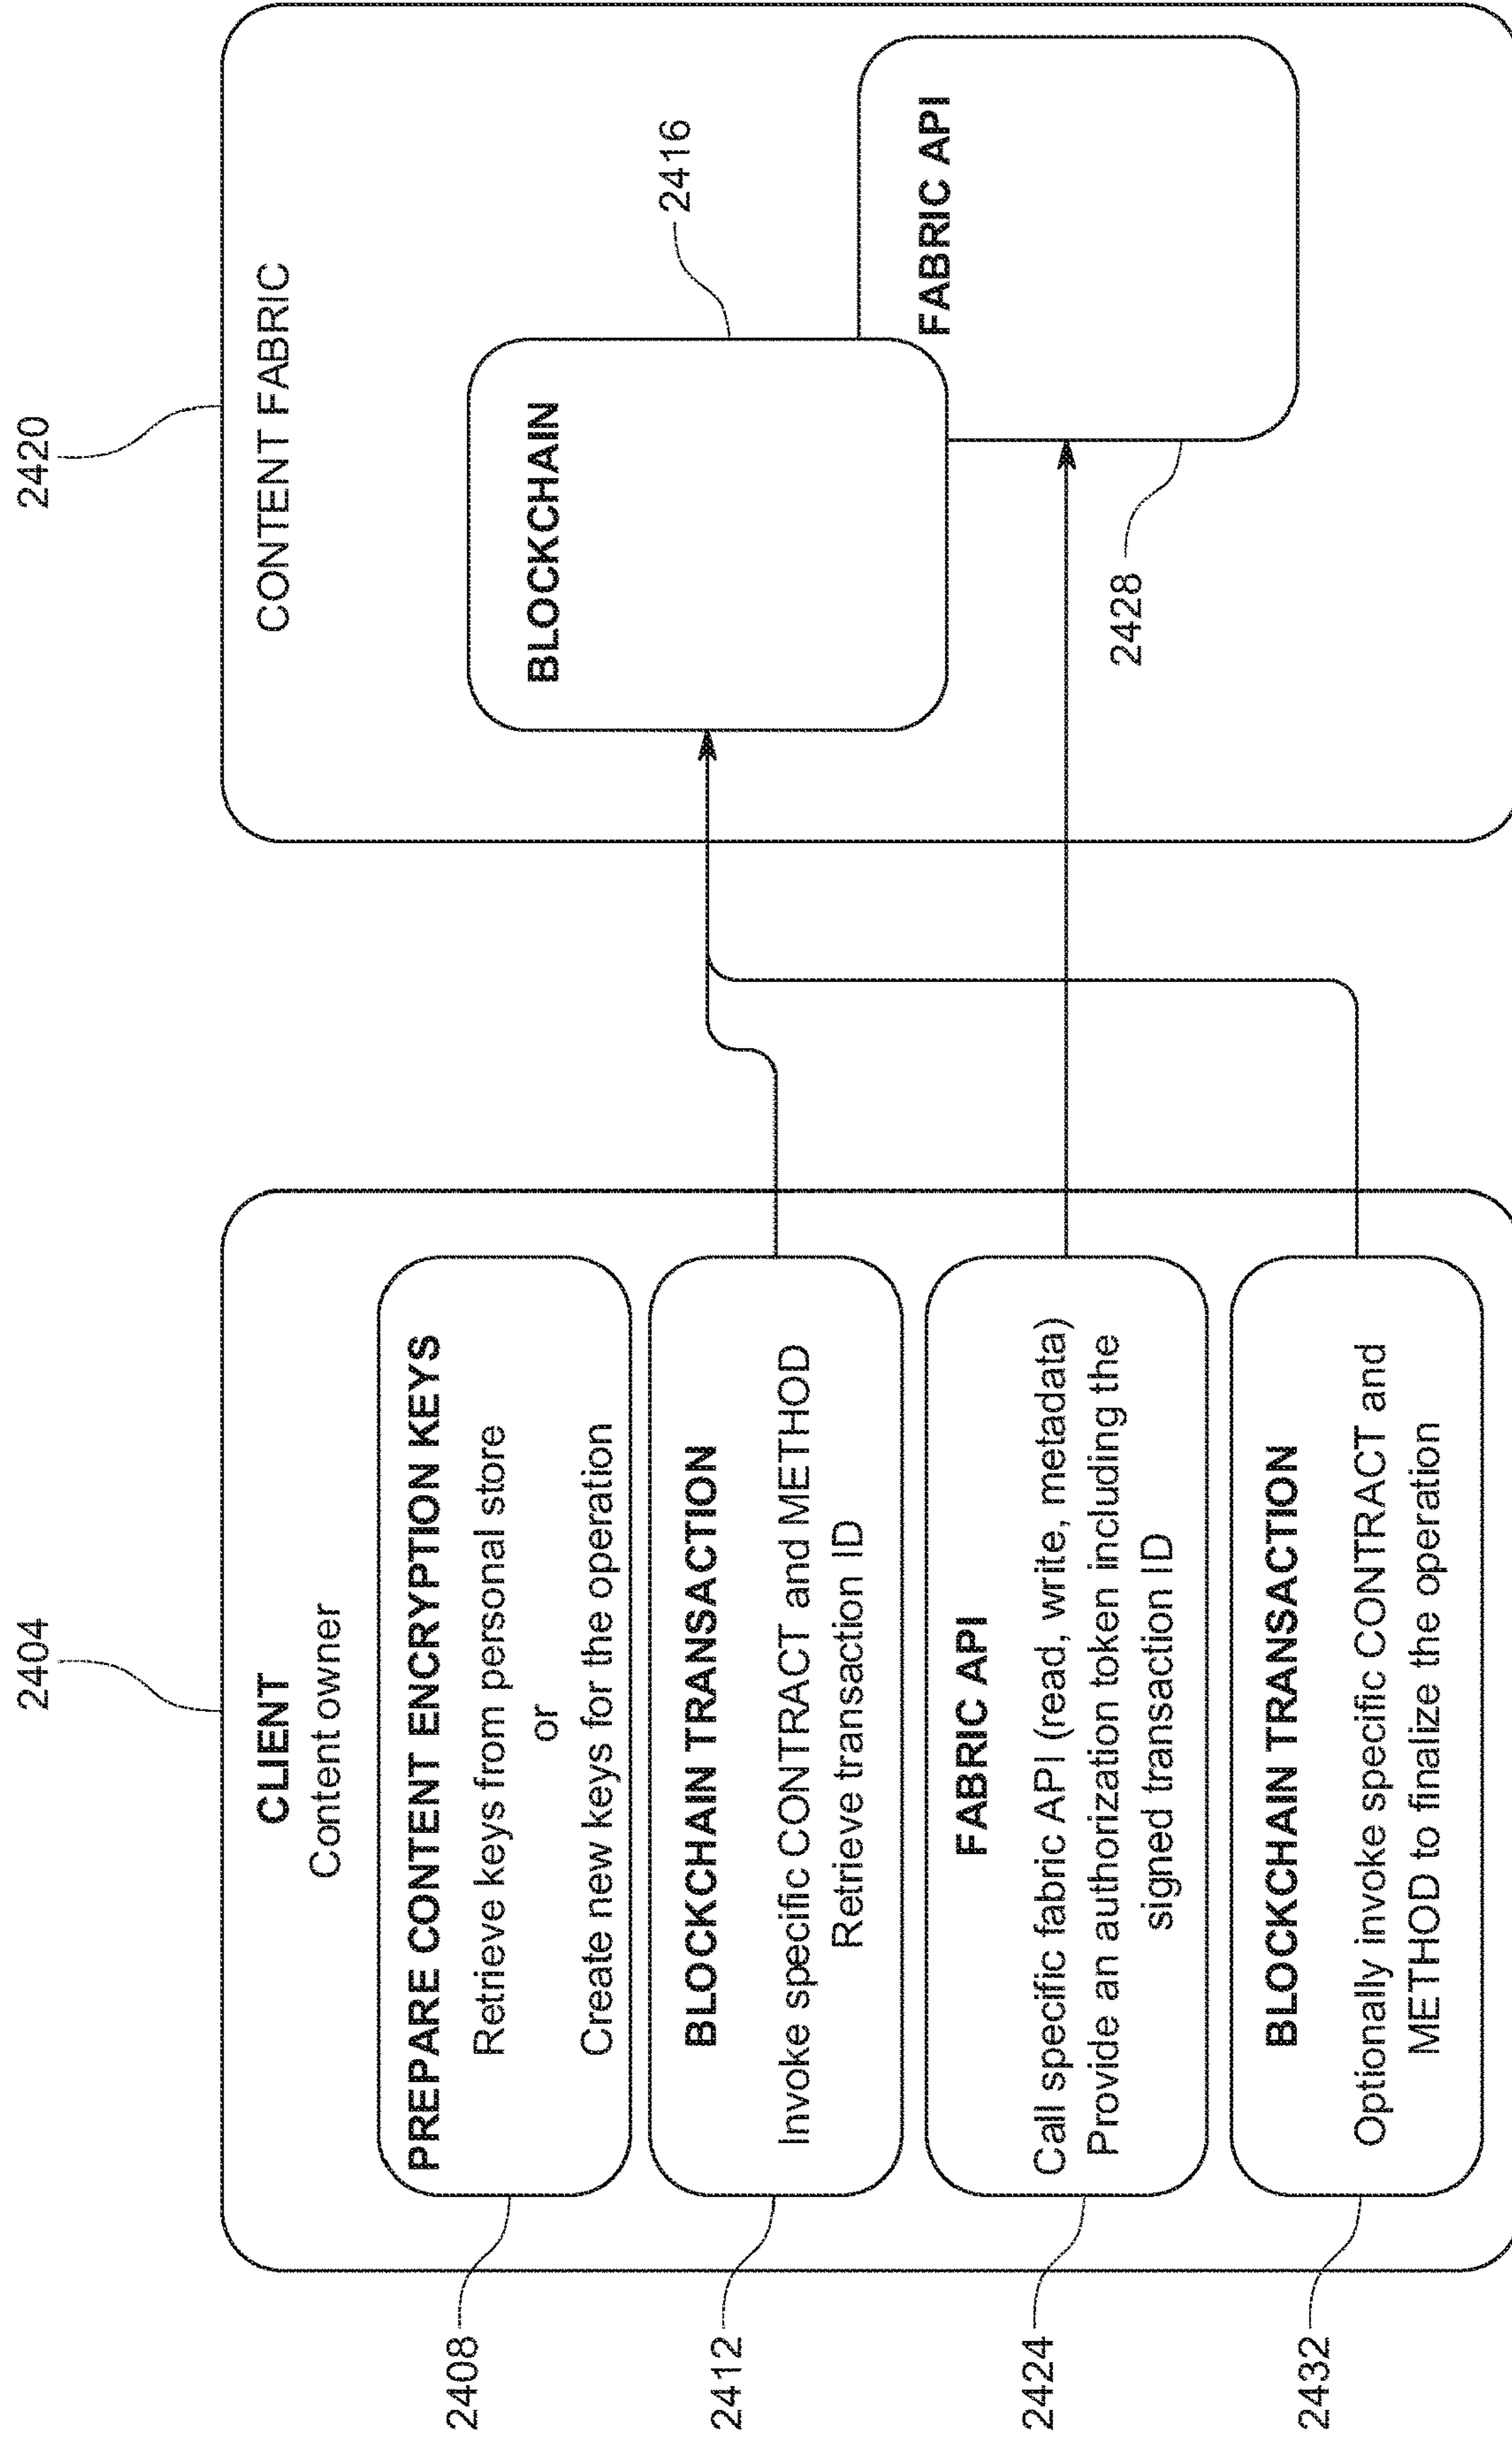 2404
CLIENT
Content owner
2408
PREPARE CONTENT ENCRYPTION KEYS
Retrieve keys from personal store
or
Create new keys for the operation
2412
BLOCKCHAIN TRANSACTION
Invoke specific CONTRACT and METHOD
Retrieve transaction ID
2424
FABRIC API
Call specific fabric API (read, write, metadata)
Provide an authorization token including the
signed transaction ID
2432
BLOCKCHAIN TRANSACTION
Optionally invoke specific CONTRACT and
METHOD to finalize the operation
2420
CONTENT FABRIC
BLOCKCHAIN
2416
FABRIC API
2428